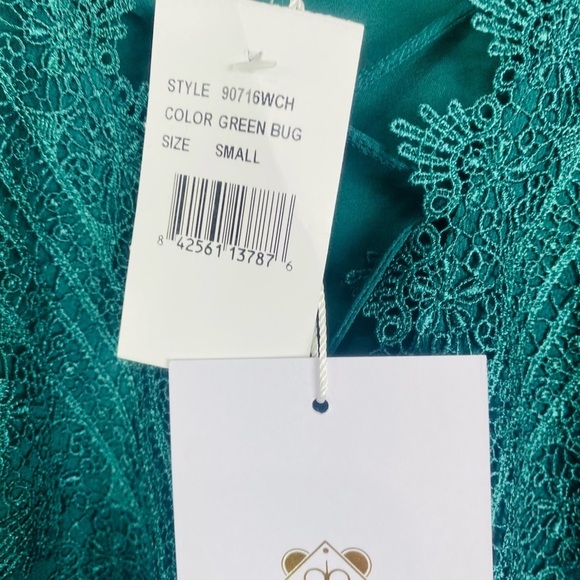 STYLE 90716WCH
COLOR GREEN BUG
SIZE SMALL
8 42561 13787 6